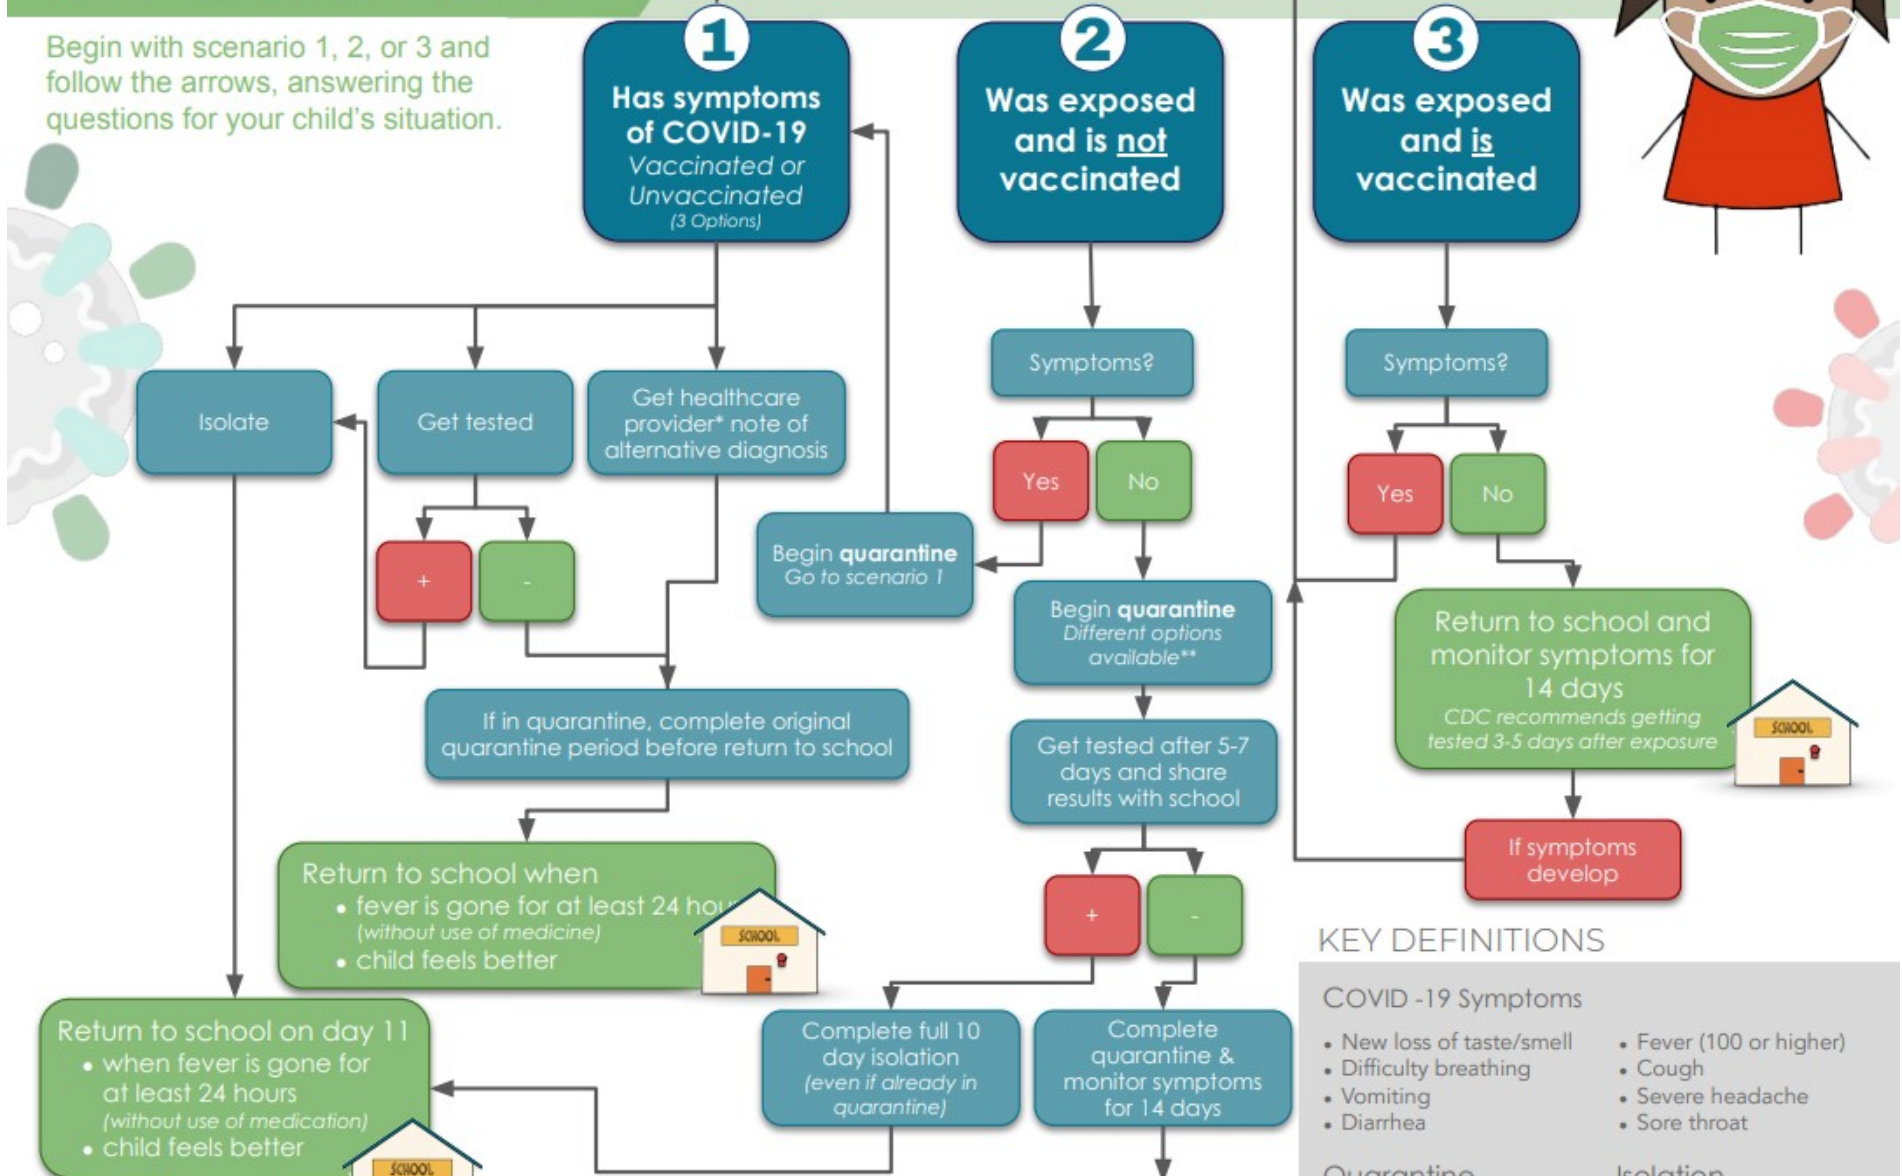 Begin with scenario 1, 2, or 3 and
follow the arrows, answering the
questions for your child's situation.
1
Has symptoms
of COVID-19
Vaccinated or
Unvaccinated
(3 Options)
2
Was exposed
and is not
vaccinated
3
Was exposed
and is
vaccinated
Isolate
Get tested
Get healthcare
provider* note of
alternative diagnosis
+
-
If in quarantine, complete original
quarantine period before return to school
Return to school when
• fever is gone for at least 24
(without use of medicine)
• child feels better
SCHOOL
Return to school on day 11
• when fever is gone for
at least 24 hours
(without use of medication)
• child feels better
SCHOOL
Symptoms?
Yes
No
Begin quarantine
Go to scenario 1
Begin quarantine
Different options
available**
Get tested after 5-7
days and share
results with school
+
-
Complete full 10
day isolation
(even if already in
quarantine)
Complete
quarantine &
monitor symptoms
for 14 days
Symptoms?
Yes
No
Return to school and
monitor symptoms for
14 days
CDC recommends getting
tested 3-5 days after exposure
SCHOOL
If symptoms
develop
KEY DEFINITIONS
COVID -19 Symptoms
• New loss of taste/smell
• Difficulty breathing
• Vomiting
• Diarrhea
• Fever (100 or higher)
• Cough
• Severe headache
• Sore throat
Quarantine
Isolation